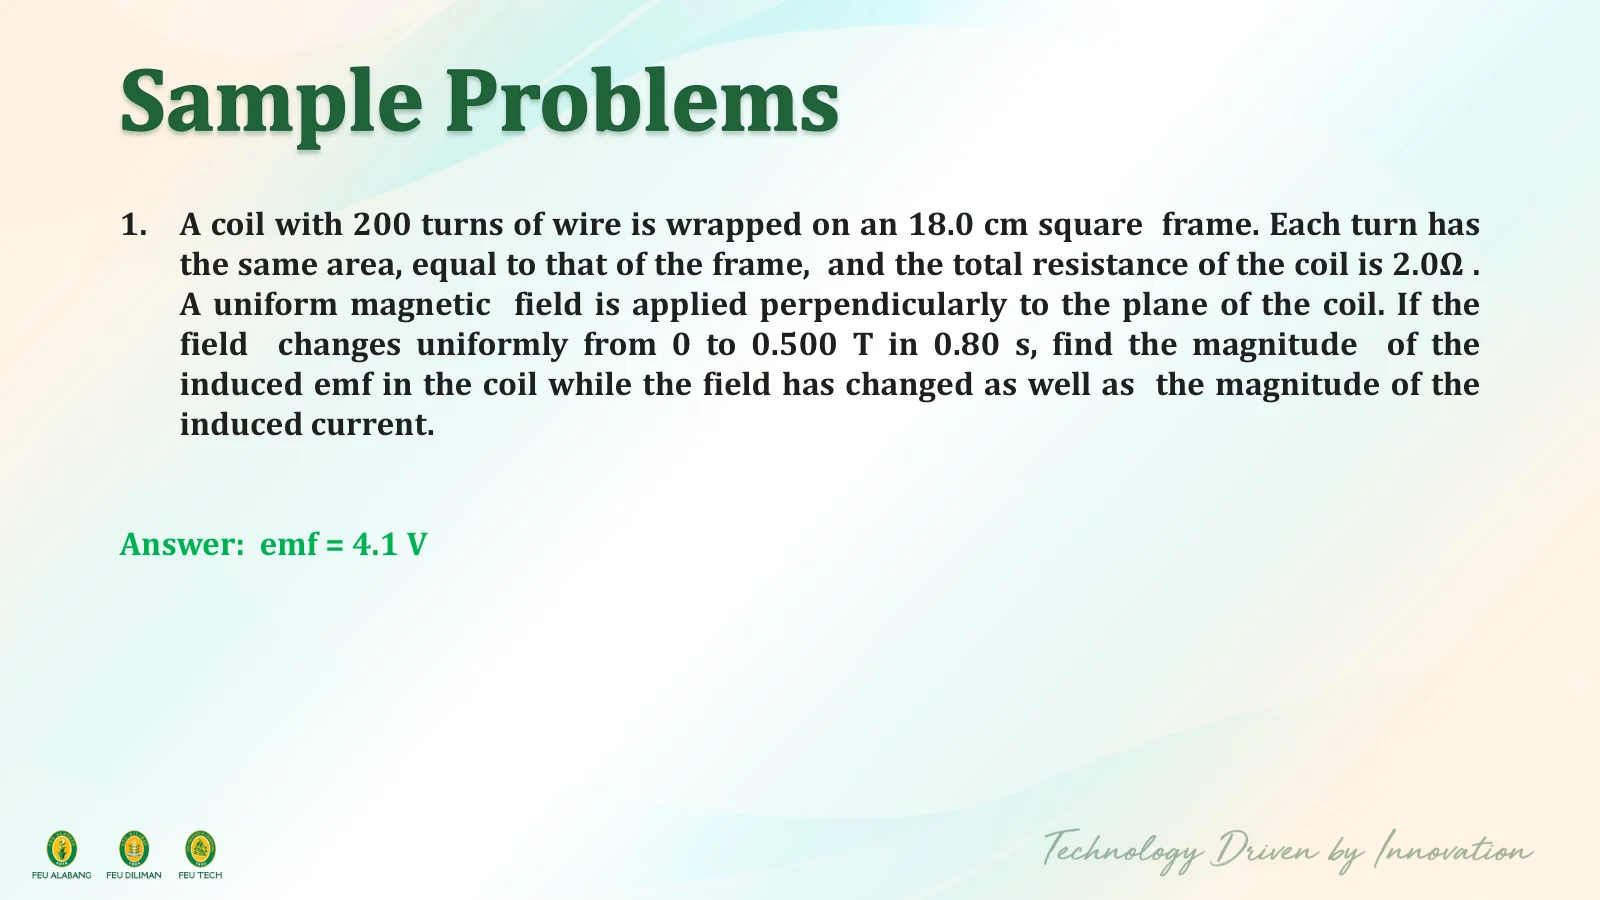 Sample Problems
1. A coil with 200 turns of wire is wrapped on an 18.0 cm square frame. Each turn has
the same area, equal to that of the frame, and the total resistance of the coil is 2.0Ω .
A uniform magnetic field is applied perpendicularly to the plane of the coil. If the
field changes uniformly from 0 to 0.500 T in 0.80 s, find the magnitude of the
induced emf in the coil while the field has changed as well as the magnitude of the
induced current.
Answer: emf = 4.1 V
FEU ALABANG FEU DILIMAN FEU TECH
Technology Driven by Innovation